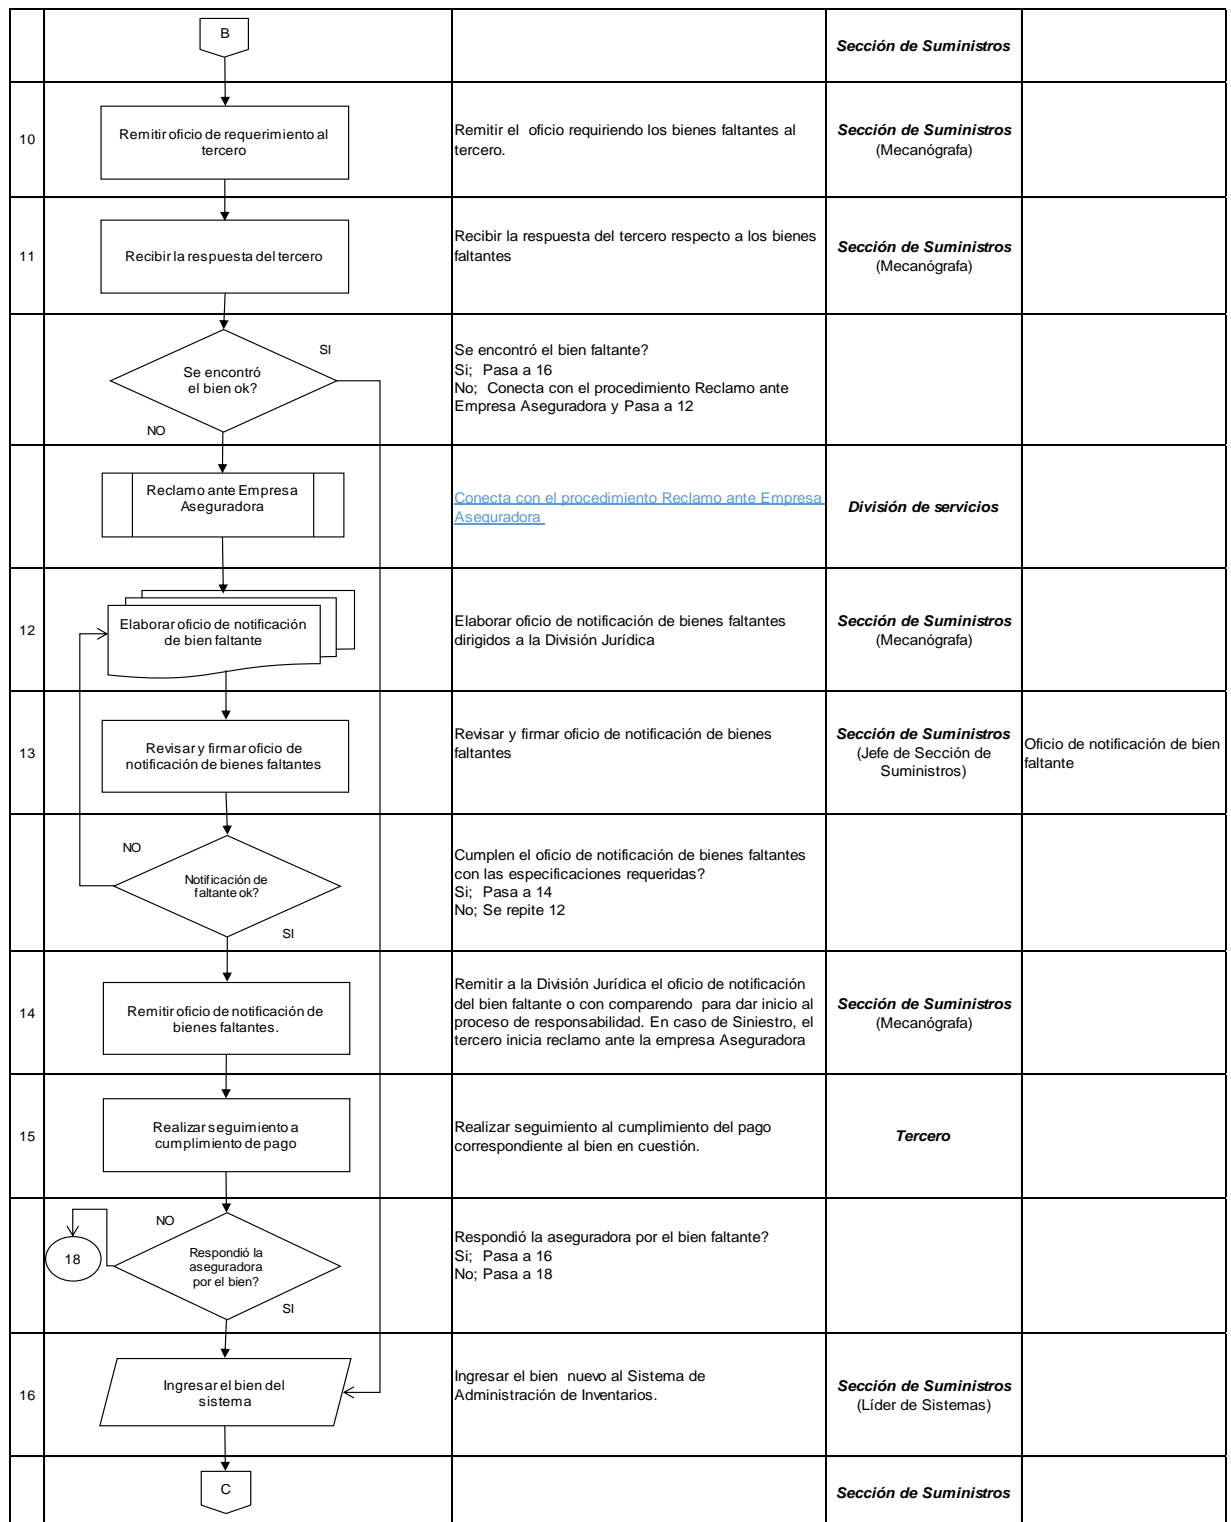 B
Sección de Suministros
10
Remitir oficio de requerimiento al
tercero
Remitir el oficio requiriendo los bienes faltantes al
tercero.
Sección de Suministros
(Mecanógrafa)
11
Recibir la respuesta del tercero
Recibir la respuesta del tercero respecto a los bienes
faltantes
Sección de Suministros
(Mecanógrafa)
Se encontró
el bien ok?
SI
NO
Se encontró el bien faltante?
Si; Pasa a 16
No; Conecta con el procedimiento Reclamo ante
Empresa Aseguradora y Pasa a 12
Reclamo ante Empresa
Aseguradora
Conecta con el procedimiento Reclamo ante Empresa
Aseguradora
División de servicios
12
Elaborar oficio de notificación
de bien faltante
Elaborar oficio de notificación de bienes faltantes
dirigidos a la División Jurídica
Sección de Suministros
(Mecanógrafa)
13
Revisar y firmar oficio de
notificación de bienes faltantes
Revisar y firmar oficio de notificación de bienes
faltantes
Sección de Suministros
(Jefe de Sección de
Suministros)
Oficio de notificación de bien
faltante
NO
Notificación de
faltante ok?
SI
Cumplen el oficio de notificación de bienes faltantes
con las especificaciones requeridas?
Si; Pasa a 14
No; Se repite 12
14
Remitir oficio de notificación de
bienes faltantes.
Remitir a la División Jurídica el oficio de notificación
del bien faltante o con comparendo para dar inicio al
proceso de responsabilidad. En caso de Siniestro, el
tercero inicia reclamo ante la empresa Aseguradora
Sección de Suministros
(Mecanógrafa)
15
Realizar seguimiento a
cumplimiento de pago
Realizar seguimiento al cumplimiento del pago
correspondiente al bien en cuestión.
Tercero
NO
18
Respondió la
aseguradora
por el bien?
SI
Respondió la aseguradora por el bien faltante?
Si; Pasa a 16
No; Pasa a 18
16
Ingresar el bien del
sistema
Ingresar el bien nuevo al Sistema de
Administración de Inventarios.
Sección de Suministros
(Líder de Sistemas)
C
Sección de Suministros